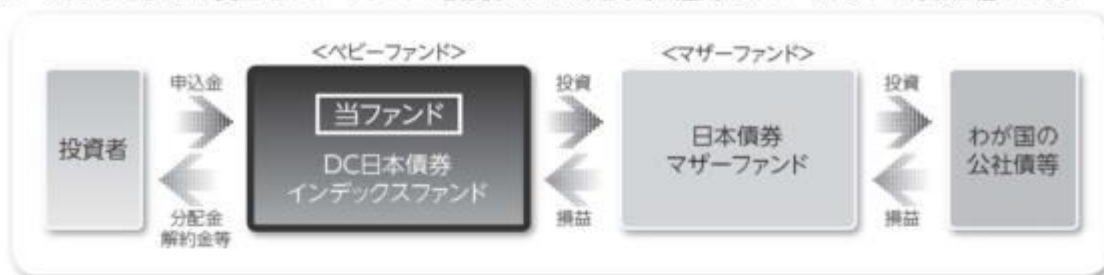 <ベビーファンド>
<マザーファンド>
申込金
投資
投資
当ファンド
投資者
DC日本債券
インデックスファンド
日本債券
マザーファンド
わが国の
公社債等
分配金
解約金等
損益
損益